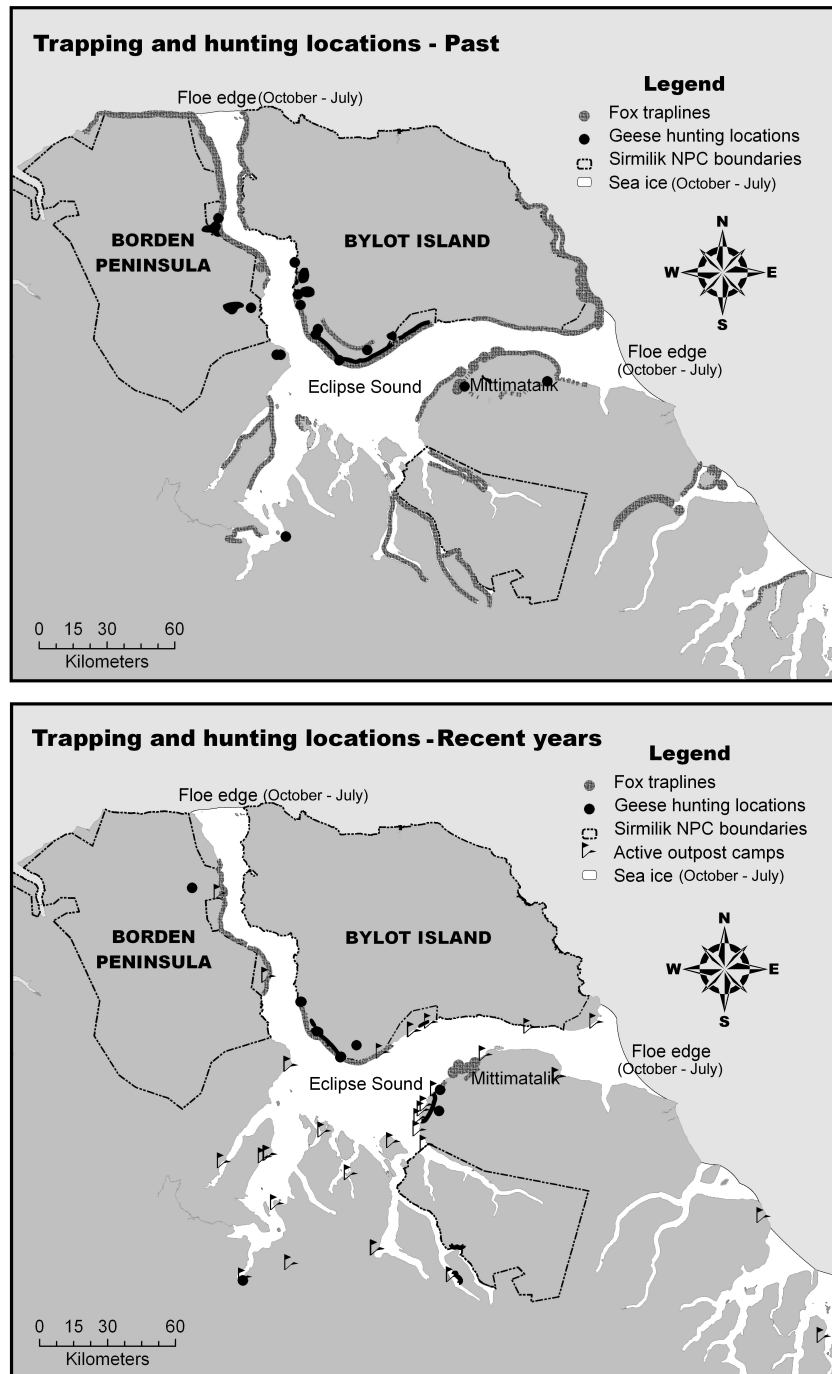 Trapping and hunting locations - Past
Legend
Floe edge (October - July)
Fox traplines
Geese hunting locations
Sirmilik NPC boundaries
Sea ice (October - July)
N
BORDEN
PENINSULA
BYLOT ISLAND
W
E
S
Floe edge
(October - July)
Eclipse Sound
Mittimatalik
0 15 30 60
Kilometers
Trapping and hunting locations - Recent years
Legend
Fox traplines
Floe edge (October - July)
Geese hunting locations
Sirmilik NPC boundaries
Active outpost camps
Sea ice (October - July)
N
BORDEN
PENINSULA
BYLOT ISLAND
W
E
S
Floe edge
(October - July)
Eclipse Sound
Mittimatalik
0 15 30 60
Kilometers